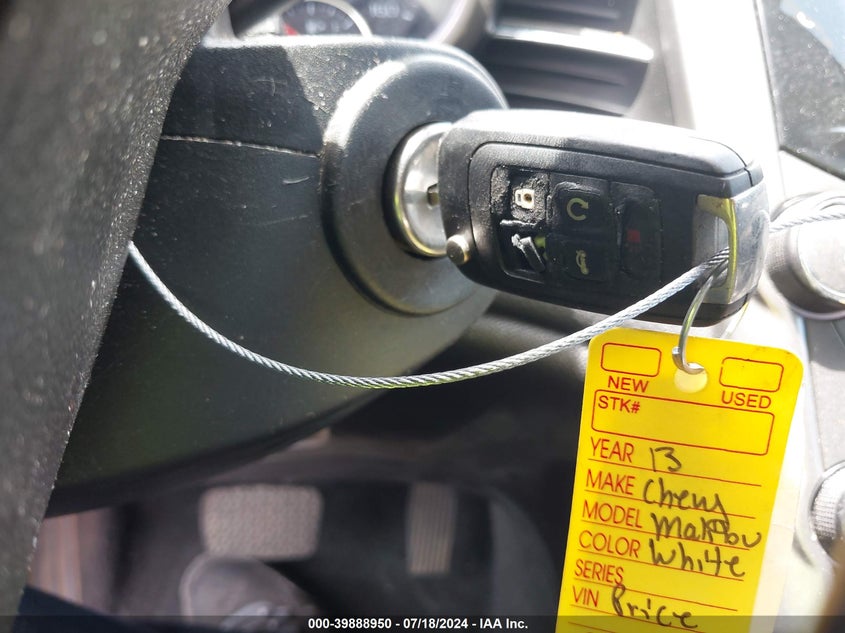 NEW USED
STK#
YEAR 13
MAKE Chevy
MODEL Malibu
COLOR White
SERIES
VIN Price
000-39888950 - 07/18/2024 - IAA Inc.